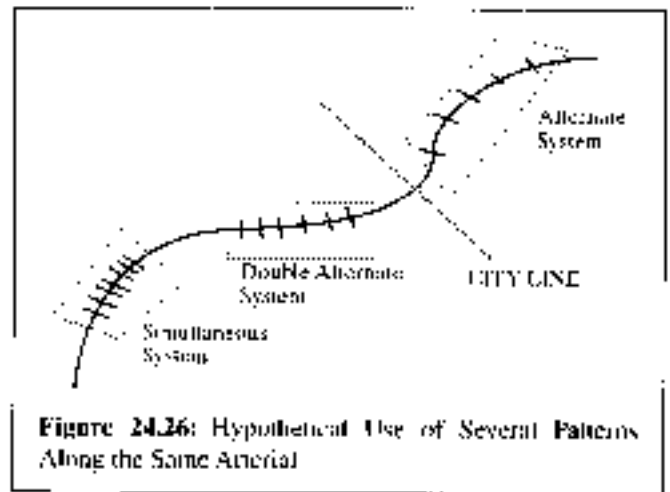 Alternate
System
CITY LINE
Double Alternate
System
Simultaneous
System
Figure 24.26: Hypothetical Use of Several Patterns
Along the Same Arterial